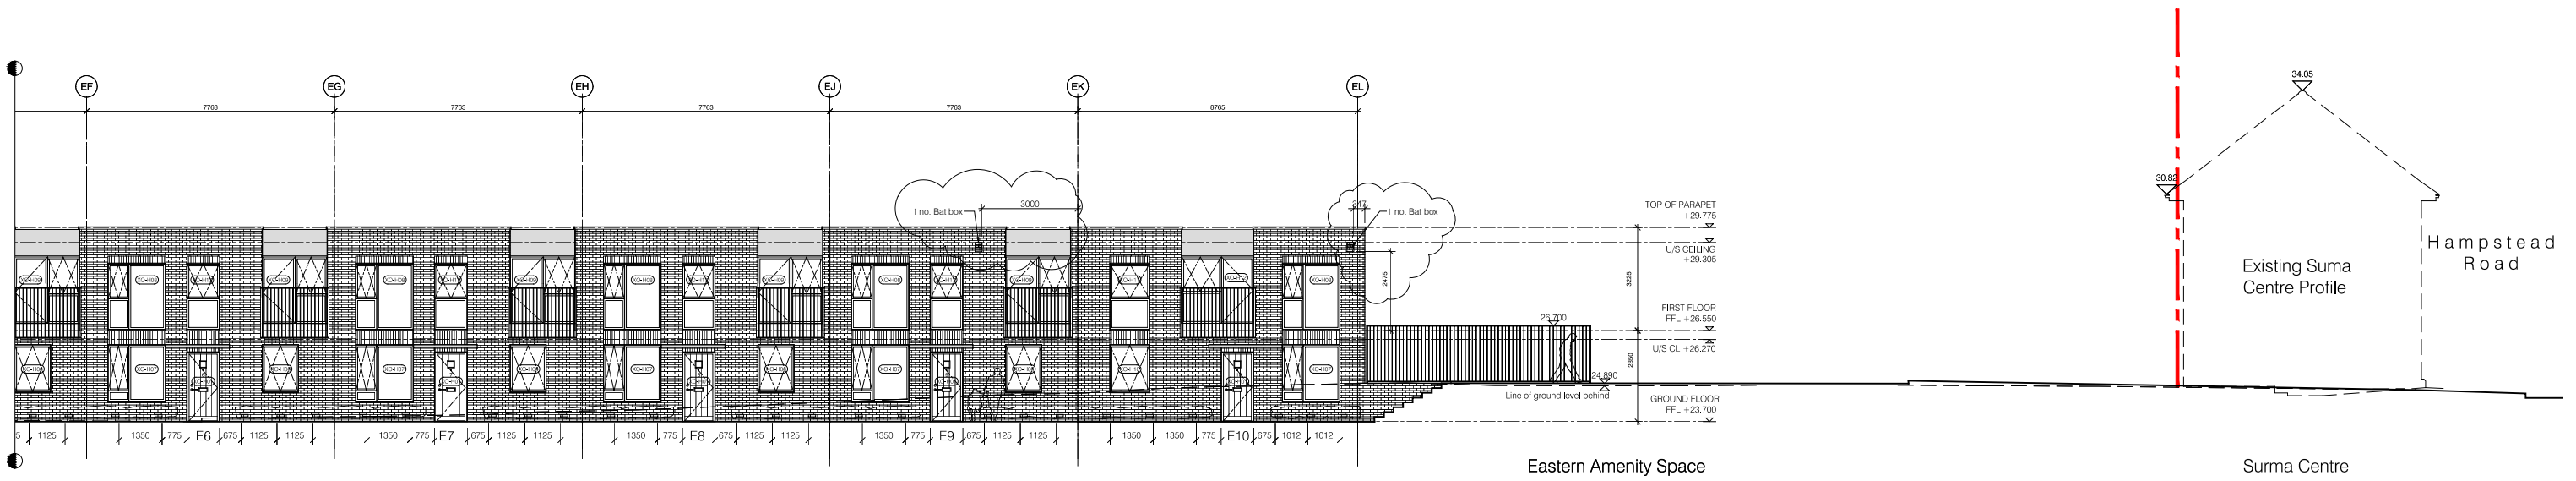 EF
EG
EH
EJ
EK
EL
7763
7763
7763
7763
8765
34.05
30.82
1 no. Bat box
3000
347
1 no. Bat box
TOP OF PARAPET
+29.775
U/S CEILING
+29.305
Hampstead
Road
Existing Suma
Centre Profile
2475
3225
FIRST FLOOR
FFL +26.550
26.700
U/S CL +26.270
2850
24.890
Line of ground level behind
GROUND FLOOR
FFL +23.700
5
1125
1350
775
E6
675
1125
1125
1350
775
E7
675
1125
1125
1350
775
E8
675
1125
1125
1350
775
E9
675
1125
1125
1350
1350
775
E10
675
1012
1012
Eastern Amenity Space
Surma Centre